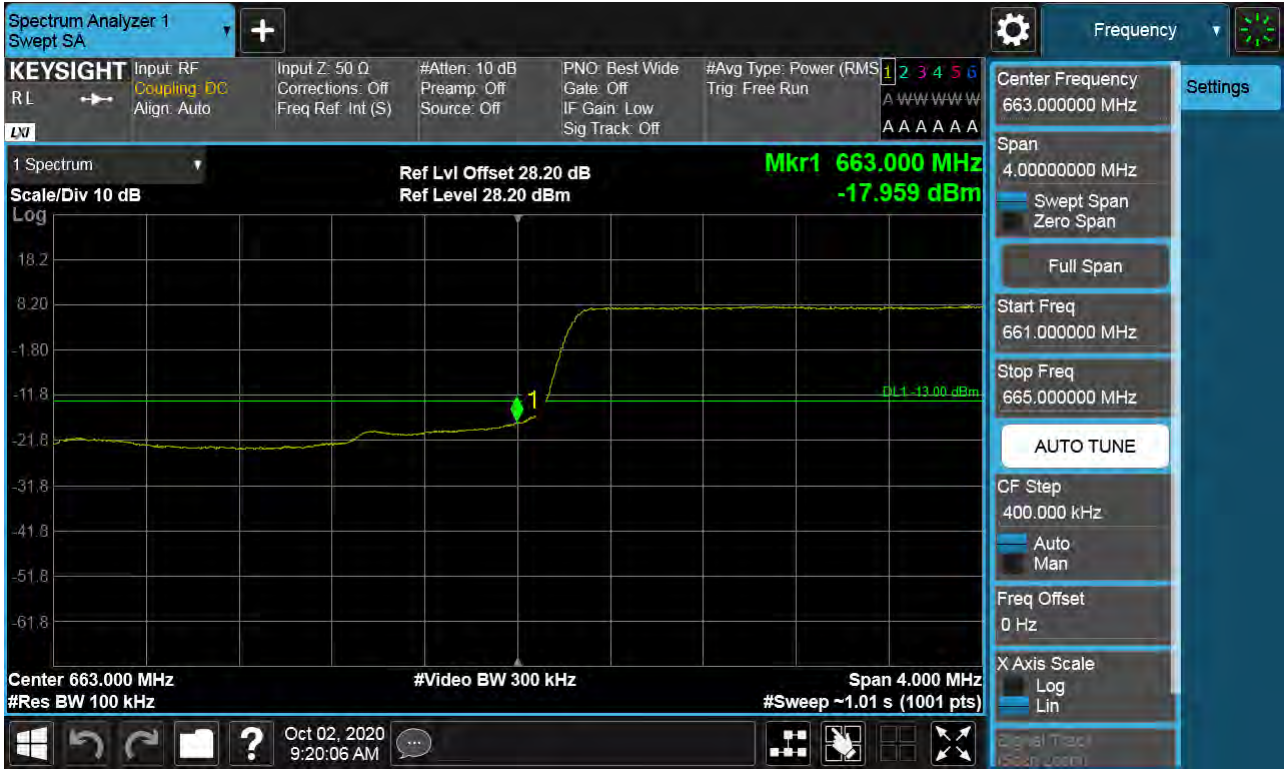 Spectrum Analyzer 1
Swept SA
Frequency
KEYSIGHT
R L
LXI
Input: RF
Coupling: DC
Align: Auto
Input Z: 50 Ω
Corrections: Off
Freq Ref: Int (S)
#Atten: 10 dB
Preamp: Off
Source: Off
PNO: Best Wide
Gate: Off
IF Gain: Low
Sig Track: Off
#Avg Type: Power (RMS
Trig: Free Run
1 2 3 4 5 6
A W W W W W
A A A A A A
1 Spectrum
Scale/Div 10 dB
Log
Ref Lvl Offset 28.20 dB
Ref Level 28.20 dBm
Mkr1 663.000 MHz
-17.959 dBm
18.2
8.20
-1.80
-11.8
-21.8
-31.8
-41.8
-51.8
-61.8
1
DL1 -13.00 dBm
Center 663.000 MHz
#Res BW 100 kHz
#Video BW 300 kHz
Span 4.000 MHz
#Sweep ~1.01 s (1001 pts)
Center Frequency
663.000000 MHz
Span
4.00000000 MHz
Swept Span
Zero Span
Full Span
Start Freq
661.000000 MHz
Stop Freq
665.000000 MHz
AUTO TUNE
CF Step
400.000 kHz
Auto
Man
Freq Offset
0 Hz
X Axis Scale
Log
Lin
Settings
?
Oct 02, 2020
9:20:06 AM